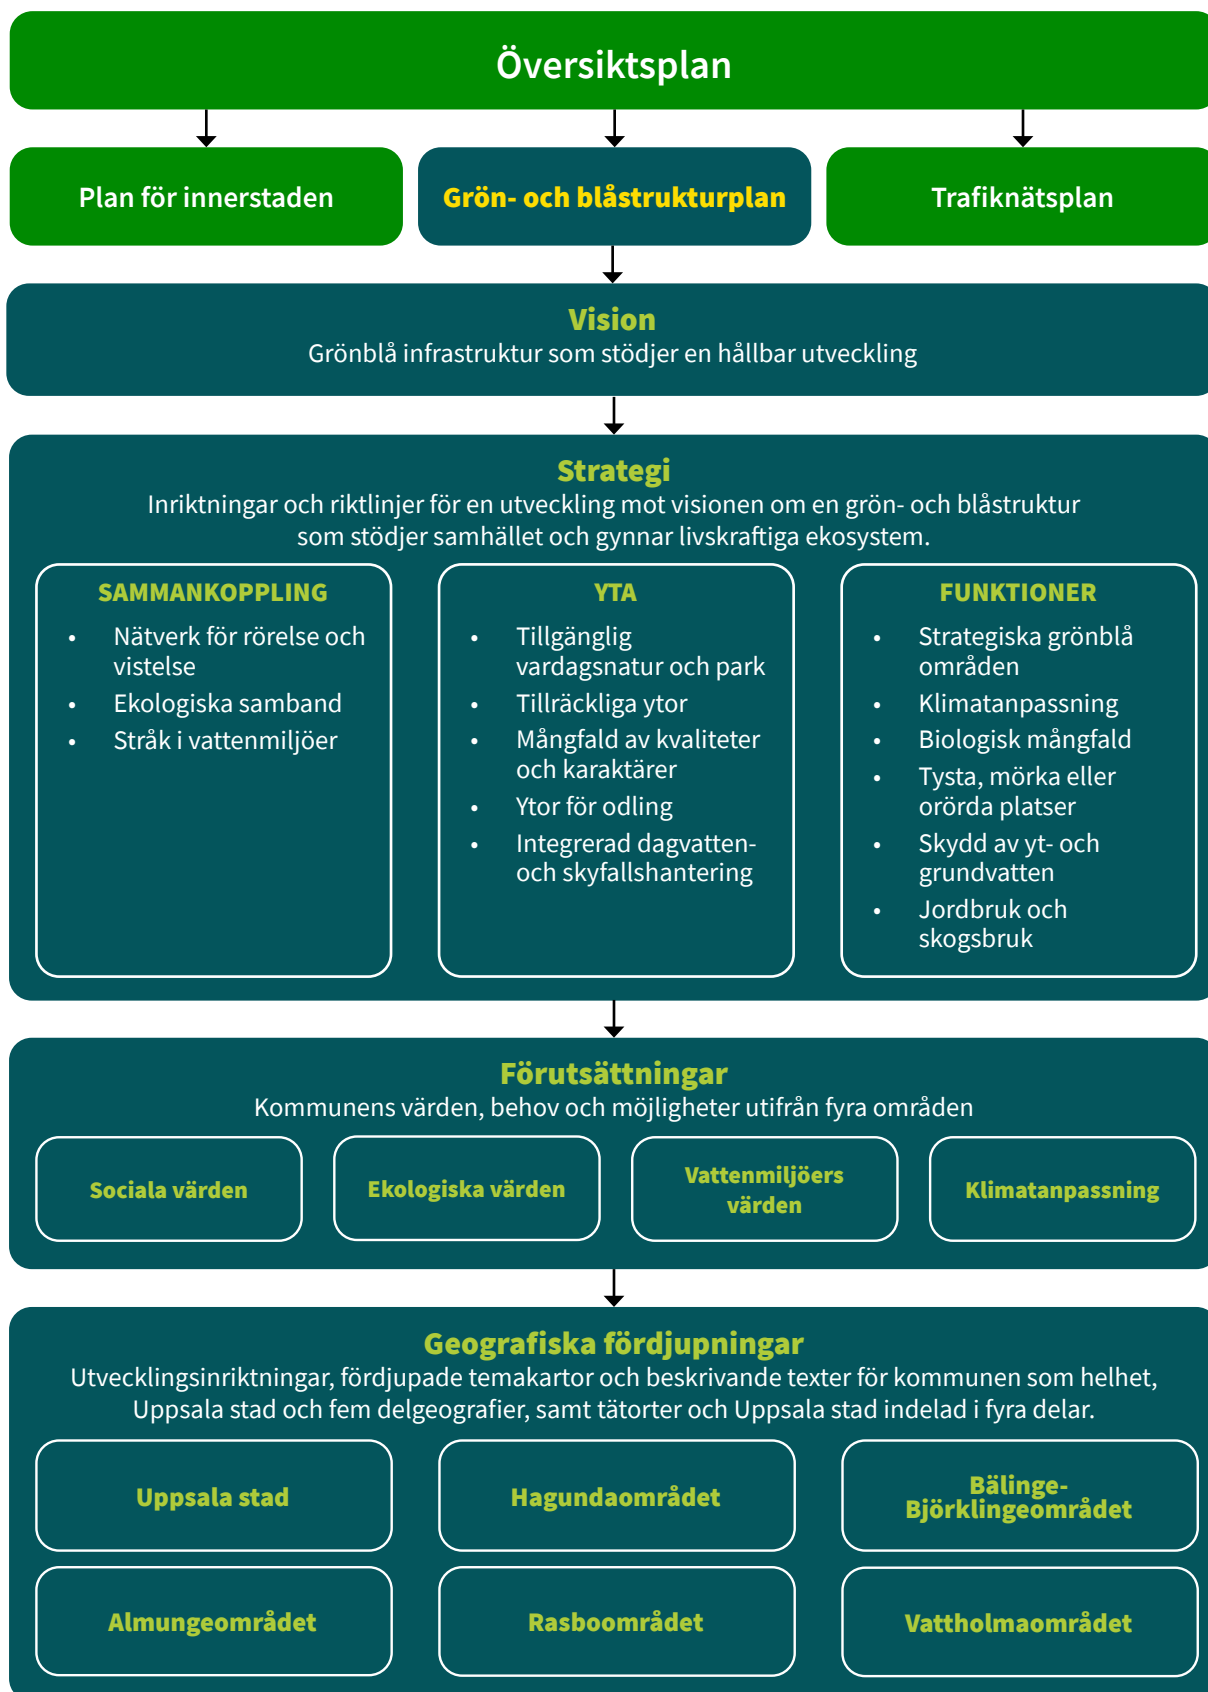 Översiktsplan
Plan för innerstaden
Grön- och blåstrukturplan
Trafiknätsplan
Vision
Grönblå infrastruktur som stödjer en hållbar utveckling
Strategi
Inriktningar och riktlinjer för en utveckling mot visionen om en grön- och blåstruktur
som stödjer samhället och gynnar livskraftiga ekosystem.
SAMMANKOPPLING
• Nätverk för rörelse och
vistelse
• Ekologiska samband
• Stråk i vattenmiljöer
YTA
• Tillgänglig
vardagsnatur och park
• Tillräckliga ytor
• Mångfald av kvaliteter
och karaktärer
• Ytor för odling
• Integrerad dagvatten-
och skyfallshantering
FUNKTIONER
• Strategiska grönblå
områden
• Klimatanpassning
• Biologisk mångfald
• Tysta, mörka eller
orörda platser
• Skydd av yt- och
grundvatten
• Jordbruk och
skogsbruk
Förutsättningar
Kommunens värden, behov och möjligheter utifrån fyra områden
Sociala värden
Ekologiska värden
Vattenmiljöers
värden
Klimatanpassning
Geografiska fördjupningar
Utvecklingsinriktningar, fördjupade temakartor och beskrivande texter för kommunen som helhet,
Uppsala stad och fem delgeografier, samt tätorter och Uppsala stad indelad i fyra delar.
Uppsala stad
Hagundaområdet
Bälinge-
Björklingeområdet
Almungeområdet
Rasboområdet
Vattholmaområdet